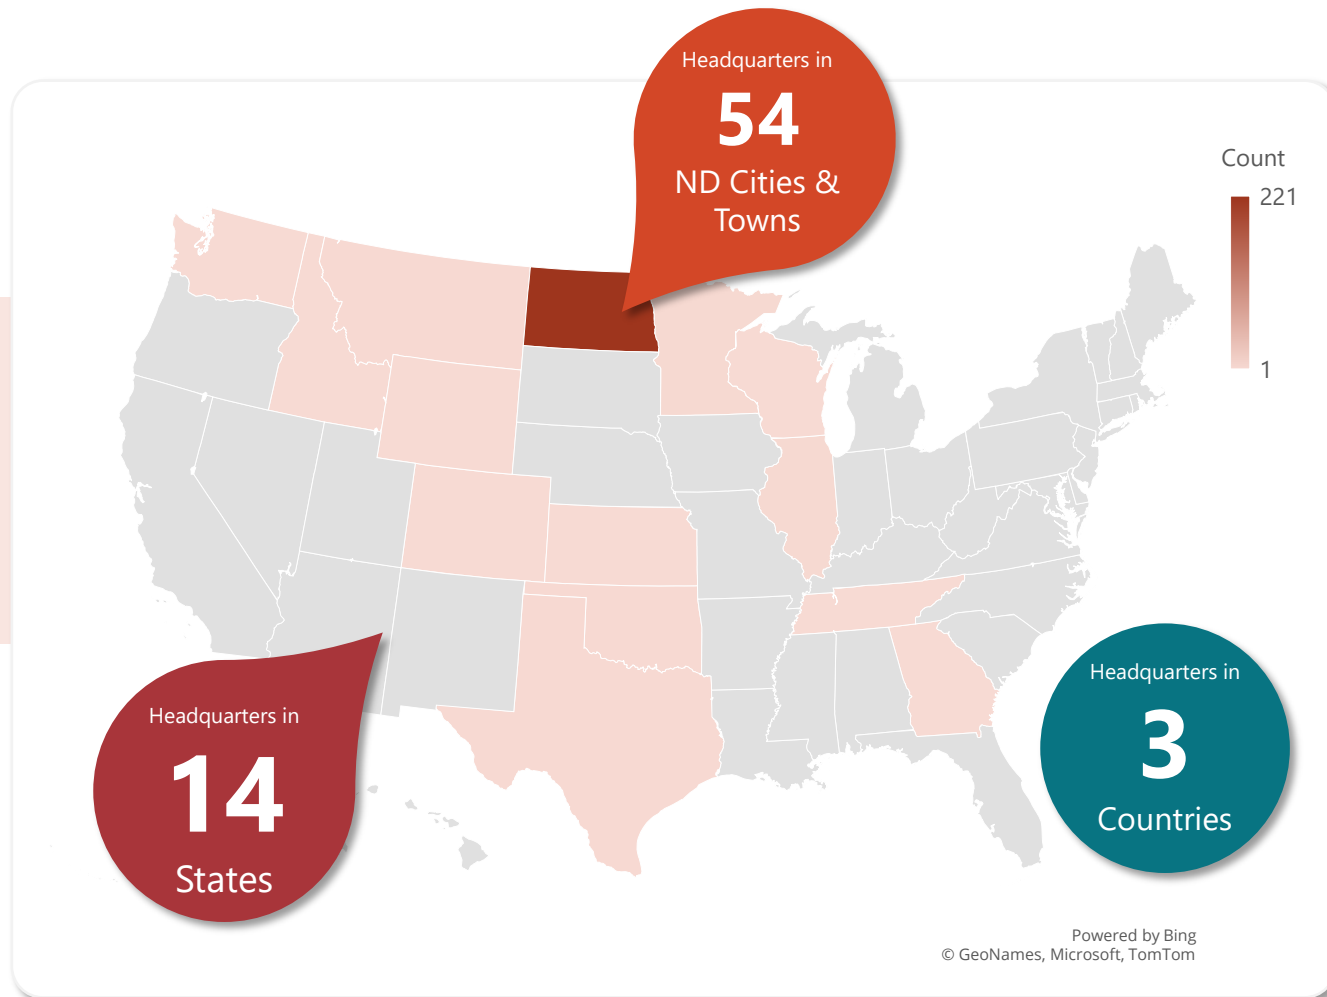 Headquarters in
54
ND Cities &
Towns
Count
221
1
Headquarters in
14
States
Headquarters in
3
Countries
Powered by Bing
© GeoNames, Microsoft, TomTom